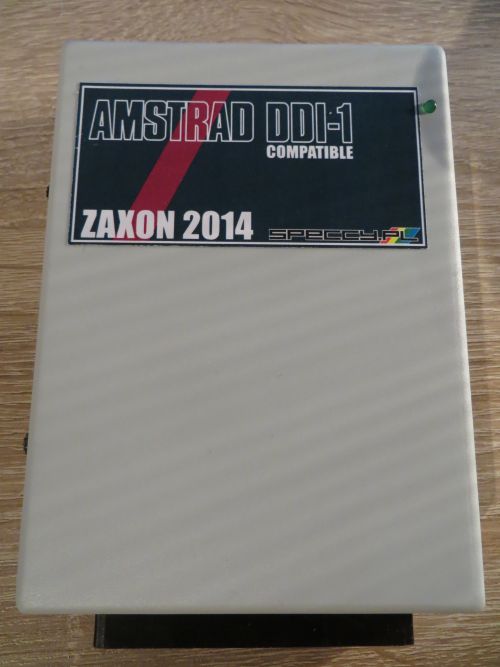 AMSTRAD DDI-1
COMPATIBLE
ZAXON 2014
SPECCY.PL